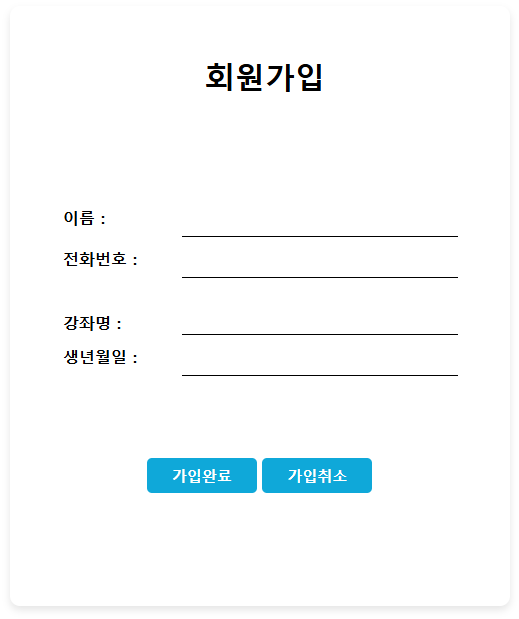 회원가입
이름 :
전화번호 :
강좌명 :
생년월일 :
가입완료 가입취소